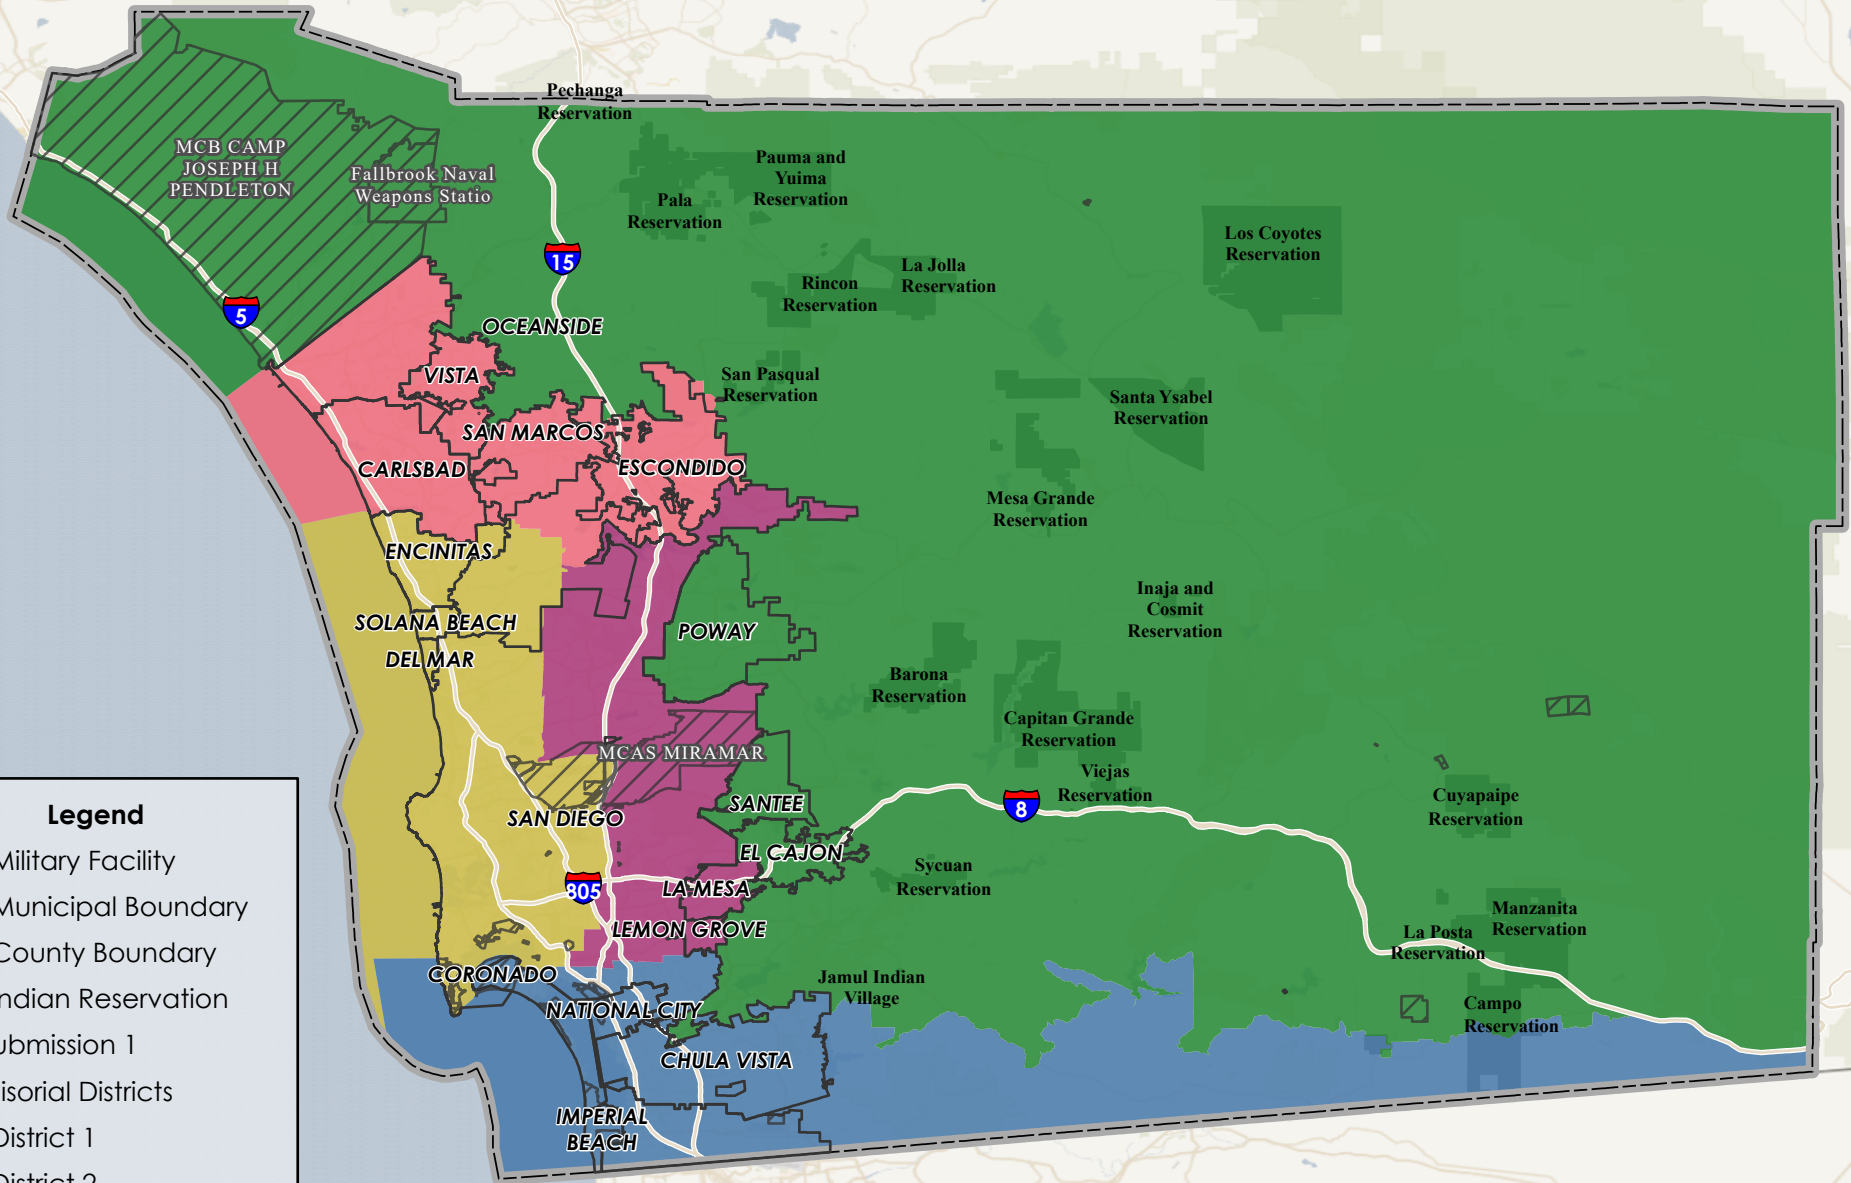 Pechanga
Reservation
MCB CAMP
JOSEPH H
PENDLETON
Fallbrook Naval
Weapons Statio
Pauma and
Yuima
Reservation
Pala
Reservation
Los Coyotes
Reservation
15
La Jolla
Reservation
Rincon
Reservation
5
OCEANSIDE
VISTA
San Pasqual
Reservation
Santa Ysabel
Reservation
SAN MARCOS
CARLSBAD
ESCONDIDO
Mesa Grande
Reservation
ENCINITAS
Inaja and
Cosmit
Reservation
SOLANA BEACH
POWAY
DEL MAR
Barona
Reservation
Capitan Grande
Reservation
MCAS MIRAMAR
Viejas
Reservation
8
SANTEE
Cuyapaipe
Reservation
SAN DIEGO
EL CAJON
Sycuan
Reservation
805
LA MESA
LEMON GROVE
Manzanita
Reservation
La Posta
Reservation
CORONADO
Jamul Indian
Village
NATIONAL CITY
Campo
Reservation
CHULA VISTA
IMPERIAL
BEACH
Legend
Military Facility
Municipal Boundary
County Boundary
ndian Reservation
ubmission 1
isorial Districts
District 1
District 2